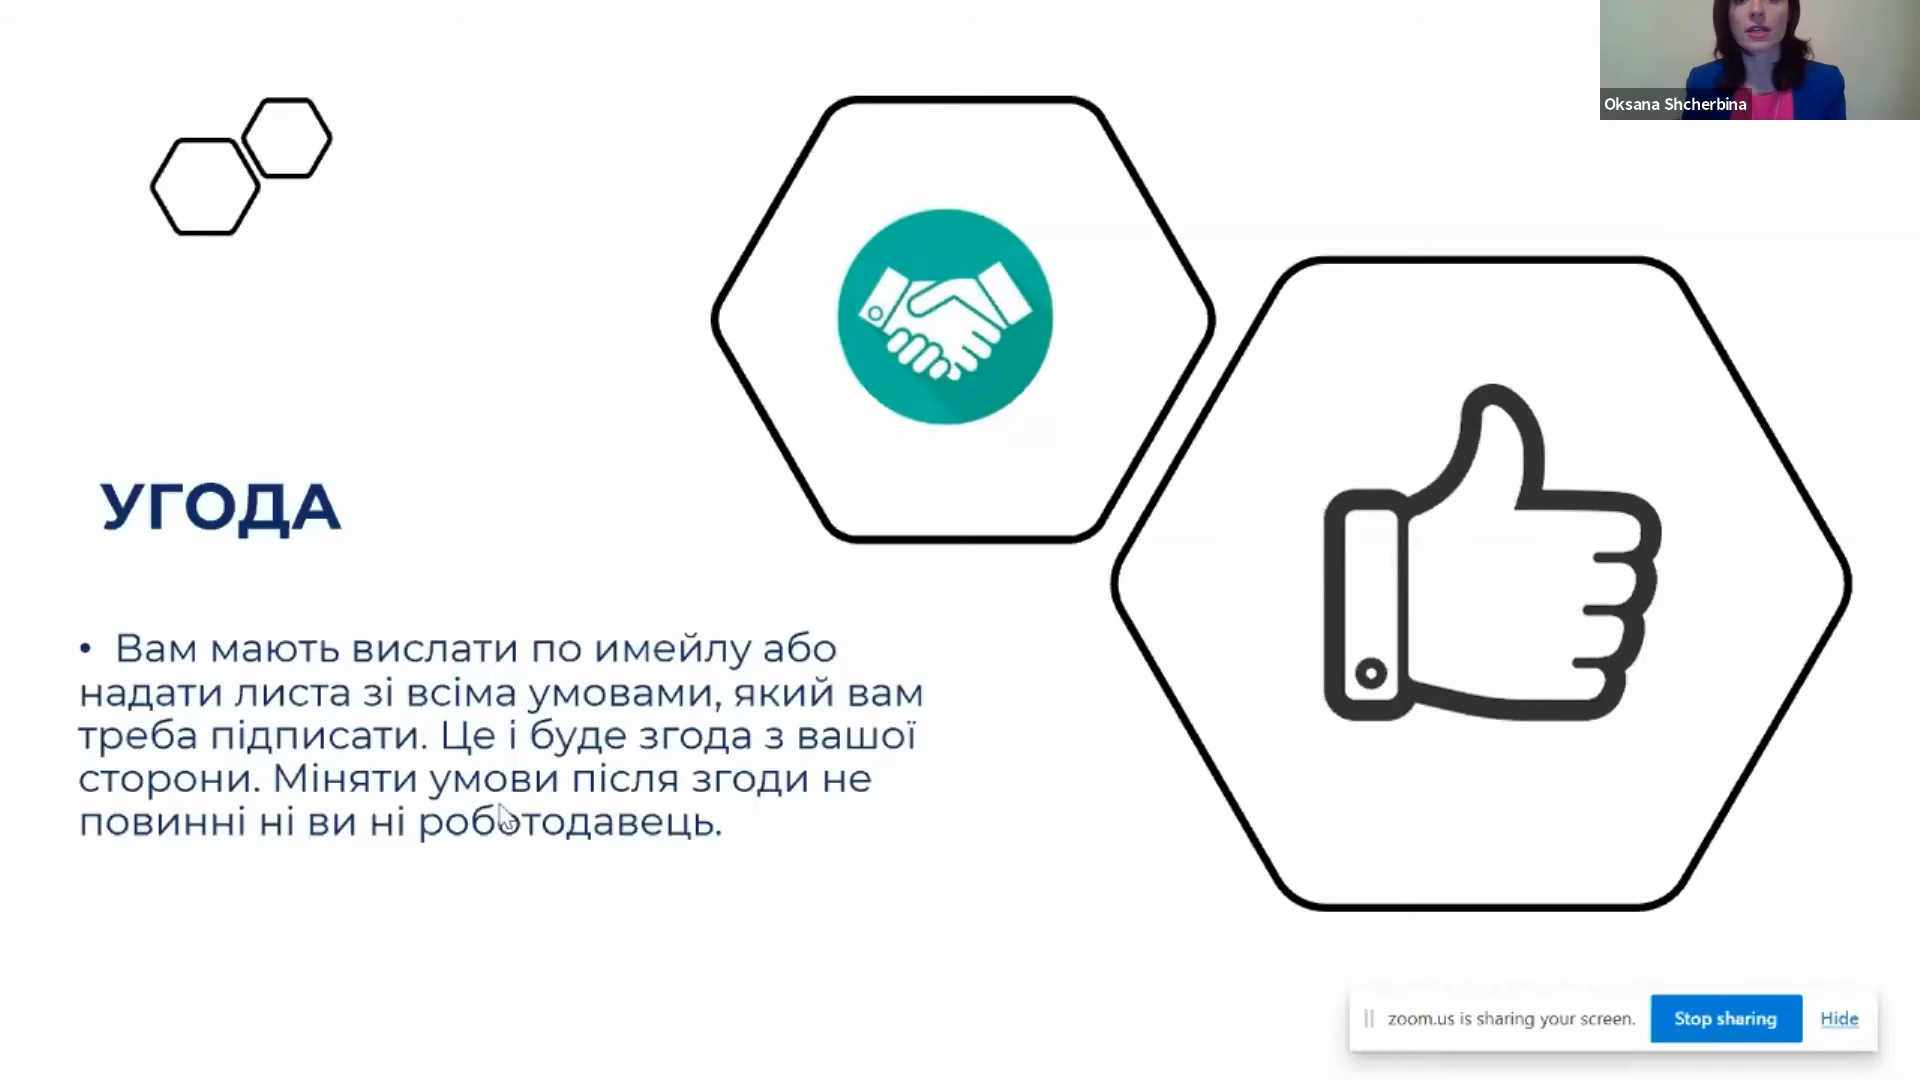 Oksana Shcherbina
УГОДА
• Вам мають вислати по имейлу або
надати листа зі всіма умовами, який вам
треба підписати. Це і буде згода з вашої
сторони. Міняти умови після згоди не
повинні ні ви ні роботодавець.
zoom.us is sharing your screen. Stop sharing Hide